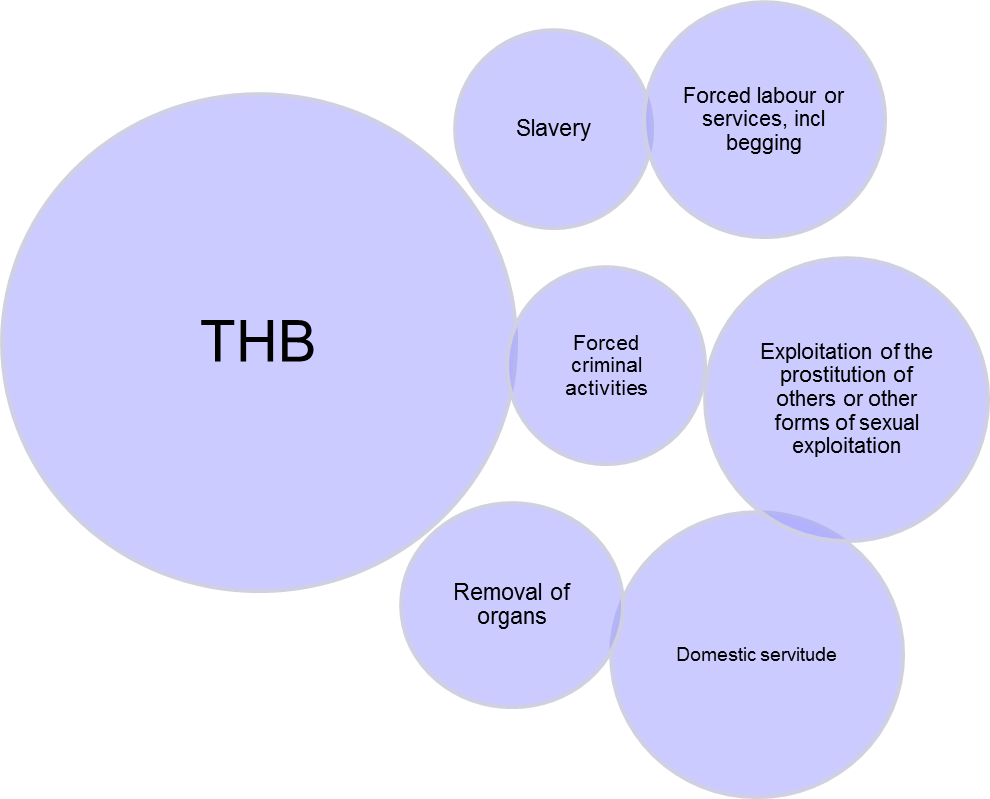 THB
Slavery
Forced labour or
services, incl
begging
Forced
criminal
activities
Exploitation of the
prostitution of
others or other
forms of sexual
exploitation
Removal of
organs
Domestic servitude